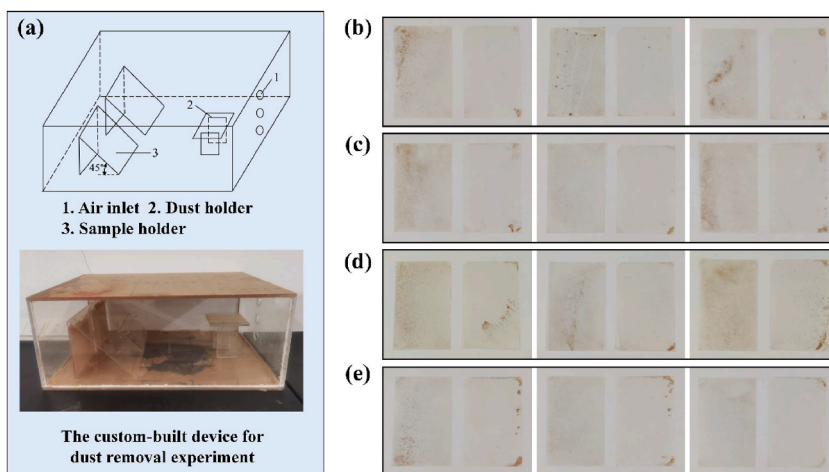 (a)
1
2
3
45°
1. Air inlet 2. Dust holder
3. Sample holder
The custom-built device for
dust removal experiment
(b)
(c)
(d)
(e)